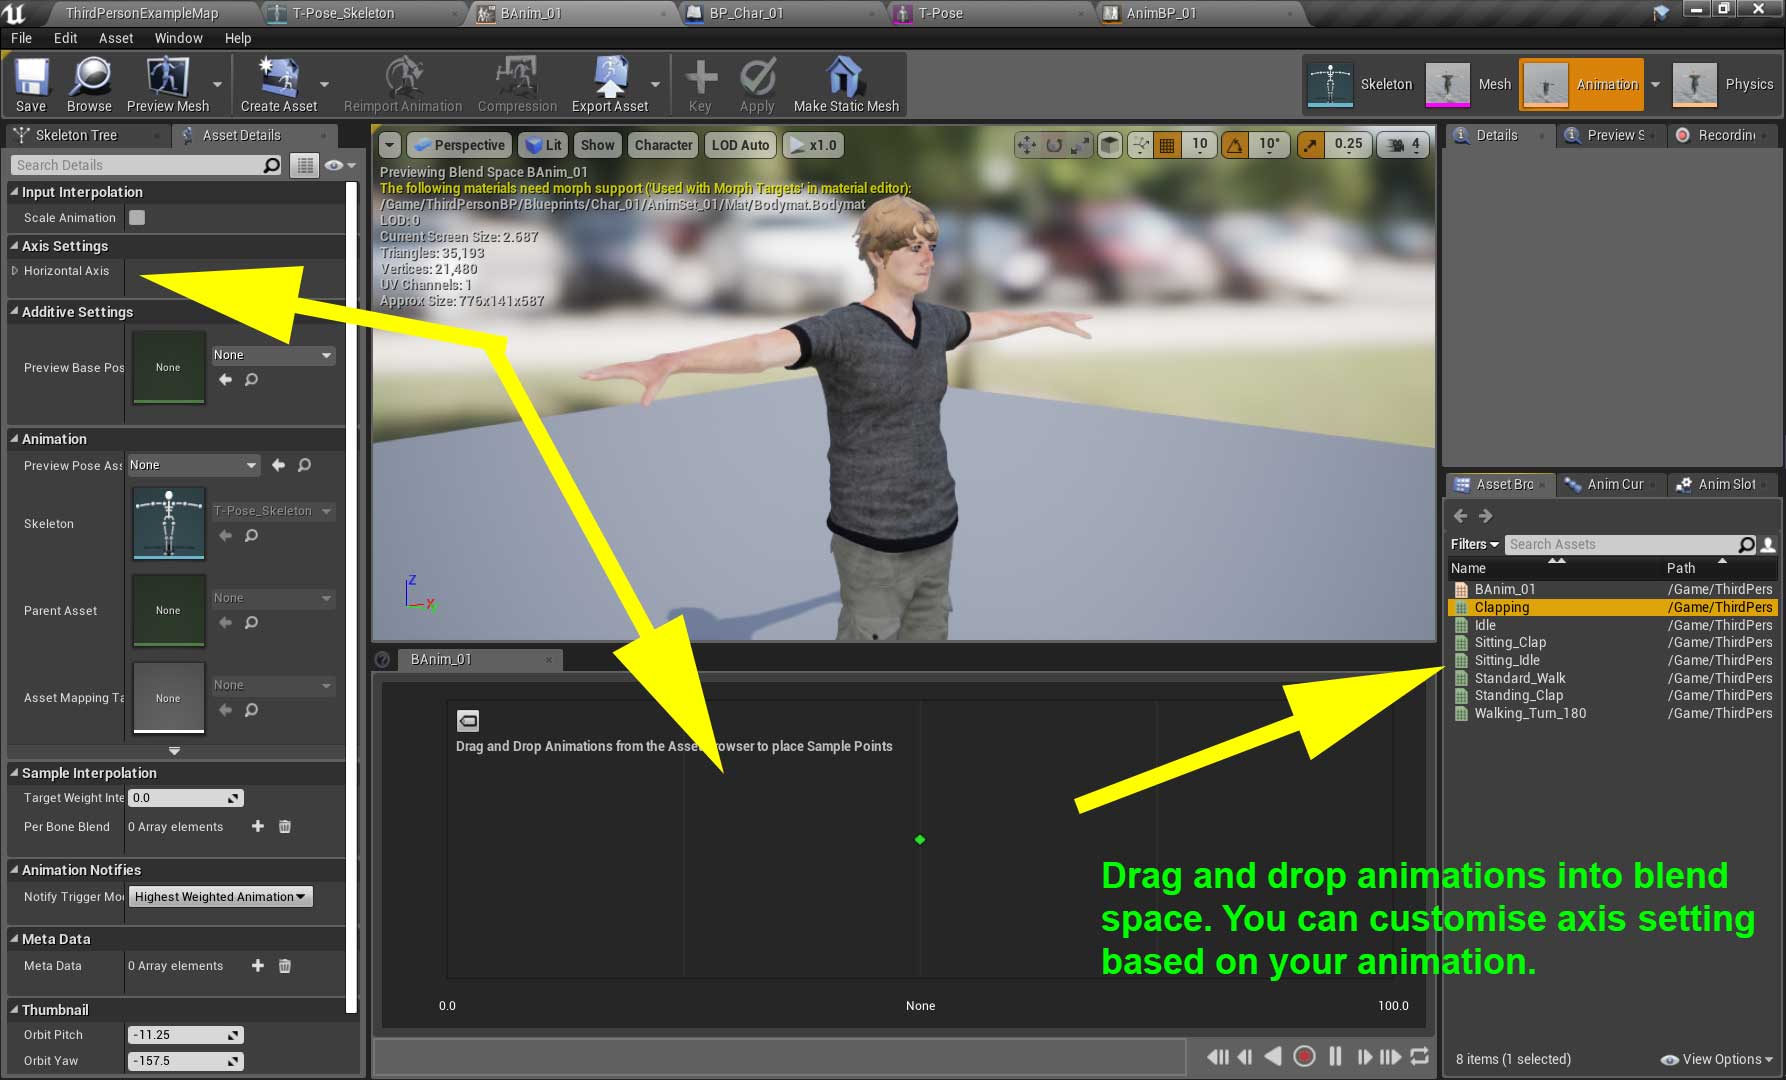 ThirdPersonExampleMap
T-Pose_Skeleton
BAnim_01
BP_Char_01
T-Pose
AnimBP_01
File Edit Asset Window Help
Save
Browse
Preview Mesh
Create Asset
Reimport Animation
Compression
Export Asset
Key
Apply
Make Static Mesh
Skeleton
Mesh
Animation
Physics
Skeleton Tree
Asset Details
Search Details
Input Interpolation
Scale Animation
Axis Settings
Horizontal Axis
Additive Settings
Preview Base Pos
None
None
Animation
Preview Pose Ass
None
Skeleton
T-Pose_Skeleton
Parent Asset
None
None
Asset Mapping Ta
None
None
Sample Interpolation
Target Weight Inte
0.0
Per Bone Blend
0 Array elements
Animation Notifies
Notify Trigger Mo
Highest Weighted Animation
Meta Data
Meta Data
0 Array elements
Thumbnail
Orbit Pitch
-11.25
Orbit Yaw
-157.5
Perspective
Lit
Show
Character
LOD Auto
x1.0
10
10°
0.25
4
Previewing Blend Space BAnim_01
The following materials need morph support ('Used with Morph Targets' in material editor):
/Game/ThirdPersonBP/Blueprints/Char_01/AnimSet_01/Mat/Bodymat.Bodymat
LOD: 0
Current Screen Size: 2.687
Triangles: 35,193
Vertices: 21,480
UV Channels: 1
Approx Size: 776x141x587
Z
X
BAnim_01
Drag and Drop Animations from the Asset Browser to place Sample Points
0.0
None
100.0
Details
Preview S
Recordin
Asset Bro
Anim Cur
Anim Slot
Filters
Search Assets
Name
Path
BAnim_01 /Game/ThirdPers
Clapping /Game/ThirdPers
Idle /Game/ThirdPers
Sitting_Clap /Game/ThirdPers
Sitting_Idle /Game/ThirdPers
Standard_Walk /Game/ThirdPers
Standing_Clap /Game/ThirdPers
Walking_Turn_180 /Game/ThirdPers
Drag and drop animations into blend
space. You can customise axis setting
based on your animation.
8 items (1 selected)
View Options